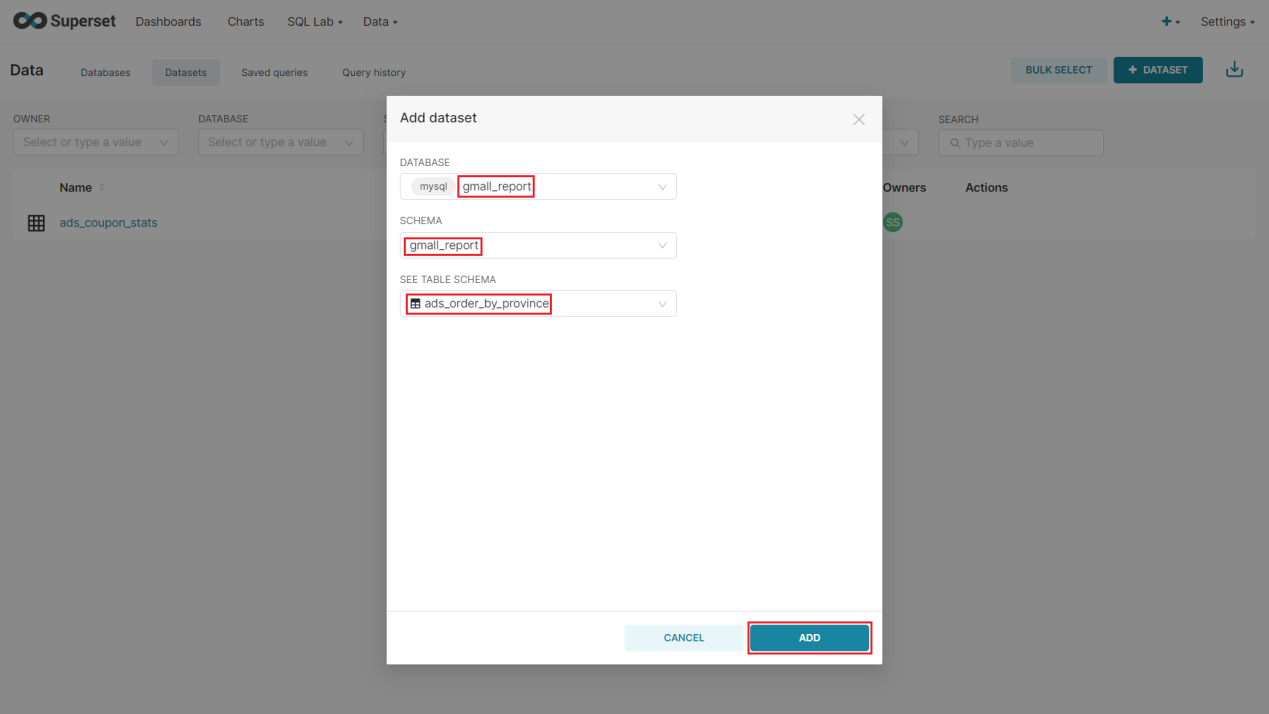 Superset Dashboards Charts SQL Lab Data Settings
Data Databases Datasets Saved queries Query history BULK SELECT + DATASET
Add dataset
OWNER DATABASE SEARCH
Select or type a value Select or type a value Type a value
DATABASE
mysql gmall_report
Name Owners Actions
SCHEMA
ads_coupon_stats SS
gmall_report
SEE TABLE SCHEMA
ads_order_by_province
CANCEL ADD